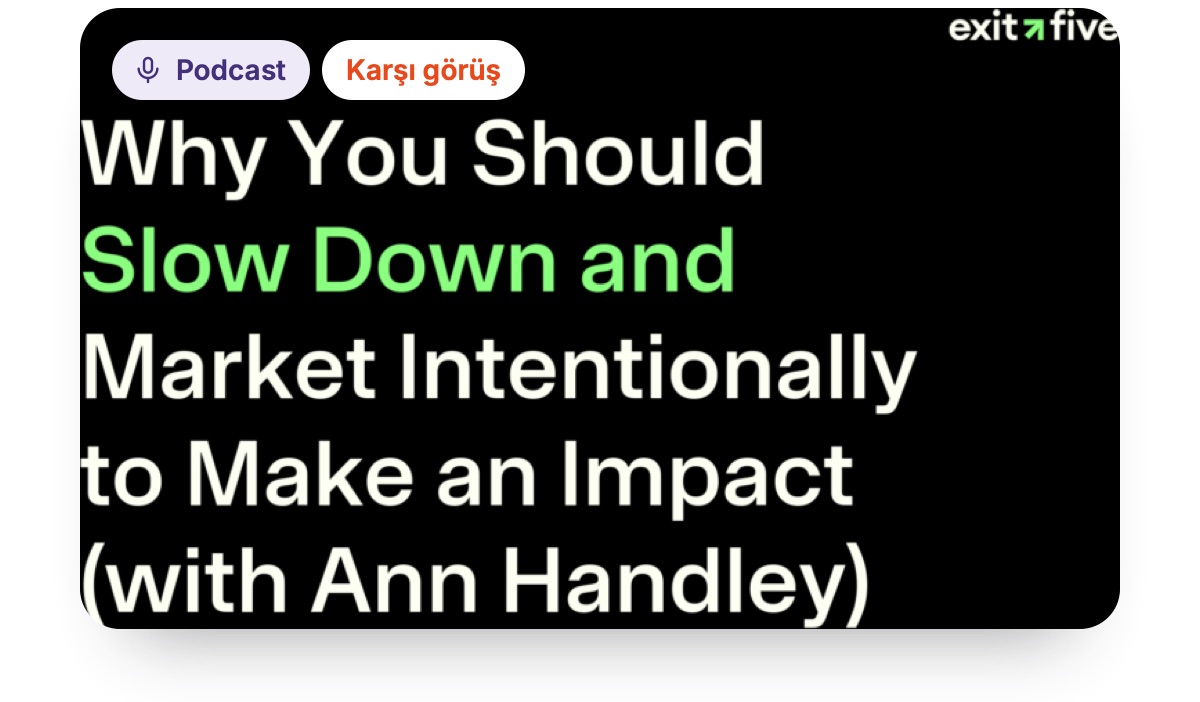 exit↗five
Podcast
Karşı görüş
Why You Should
Slow Down and
Market Intentionally
to Make an Impact
(with Ann Handley)